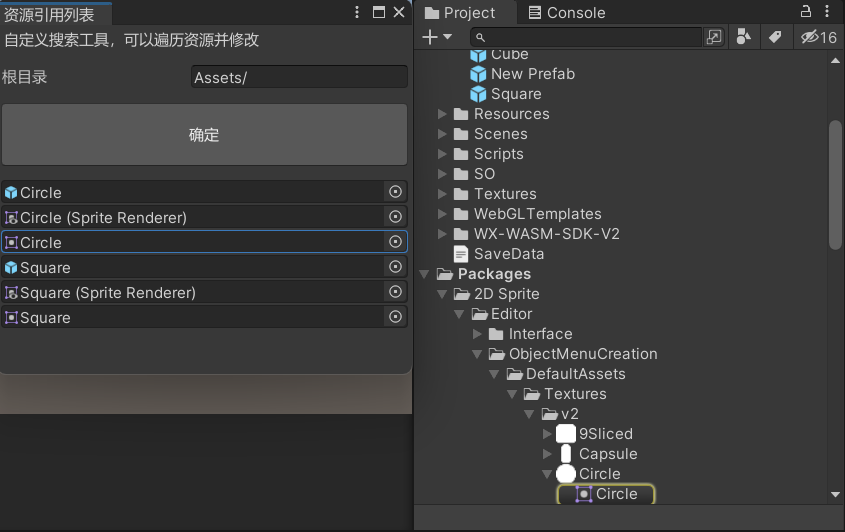 资源引用列表
自定义搜索工具，可以遍历资源并修改
根目录
Assets/
确定
Circle
Circle (Sprite Renderer)
Circle
Square
Square (Sprite Renderer)
Square
Project
Console
16
Cube
New Prefab
Square
Resources
Scenes
Scripts
SO
Textures
WebGLTemplates
WX-WASM-SDK-V2
SaveData
Packages
2D Sprite
Editor
Interface
ObjectMenuCreation
DefaultAssets
Textures
v2
9Sliced
Capsule
Circle
Circle